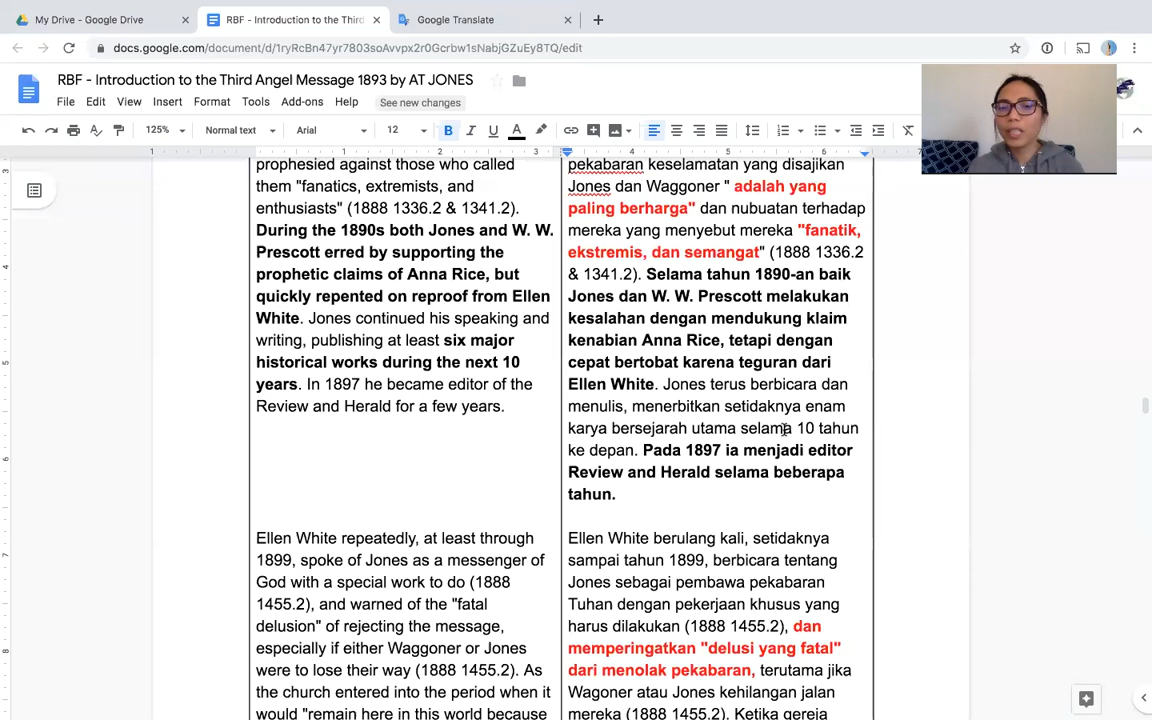 My Drive - Google Drive
RBF - Introduction to the Third
Google Translate
docs.google.com/document/d/1ryRcBn47yr7803soAvvpx2r0Gcrbw1sNabjGZuEy8TQ/edit
RBF - Introduction to the Third Angel Message 1893 by AT JONES
File Edit View Insert Format Tools Add-ons Help See new changes
125% Normal text Arial 12 B I U A
prophesied against those who called
them "fanatics, extremists, and
enthusiasts" (1888 1336.2 & 1341.2).
During the 1890s both Jones and W. W.
Prescott erred by supporting the
prophetic claims of Anna Rice, but
quickly repented on reproof from Ellen
White. Jones continued his speaking and
writing, publishing at least six major
historical works during the next 10
years. In 1897 he became editor of the
Review and Herald for a few years.
Ellen White repeatedly, at least through
1899, spoke of Jones as a messenger of
God with a special work to do (1888
1455.2), and warned of the "fatal
delusion" of rejecting the message,
especially if either Waggoner or Jones
were to lose their way (1888 1455.2). As
the church entered into the period when it
would "remain here in this world because
pekabaran keselamatan yang disajikan
Jones dan Waggoner " adalah yang
paling berharga" dan nubuatan terhadap
mereka yang menyebut mereka "fanatik,
ekstremis, dan semangat" (1888 1336.2
& 1341.2). Selama tahun 1890-an baik
Jones dan W. W. Prescott melakukan
kesalahan dengan mendukung klaim
kenabian Anna Rice, tetapi dengan
cepat bertobat karena teguran dari
Ellen White. Jones terus berbicara dan
menulis, menerbitkan setidaknya enam
karya bersejarah utama selama 10 tahun
ke depan. Pada 1897 ia menjadi editor
Review and Herald selama beberapa
tahun.
Ellen White berulang kali, setidaknya
sampai tahun 1899, berbicara tentang
Jones sebagai pembawa pekabaran
Tuhan dengan pekerjaan khusus yang
harus dilakukan (1888 1455.2), dan
memperingatkan "delusi yang fatal"
dari menolak pekabaran, terutama jika
Wagoner atau Jones kehilangan jalan
mereka (1888 1455.2). Ketika gereja